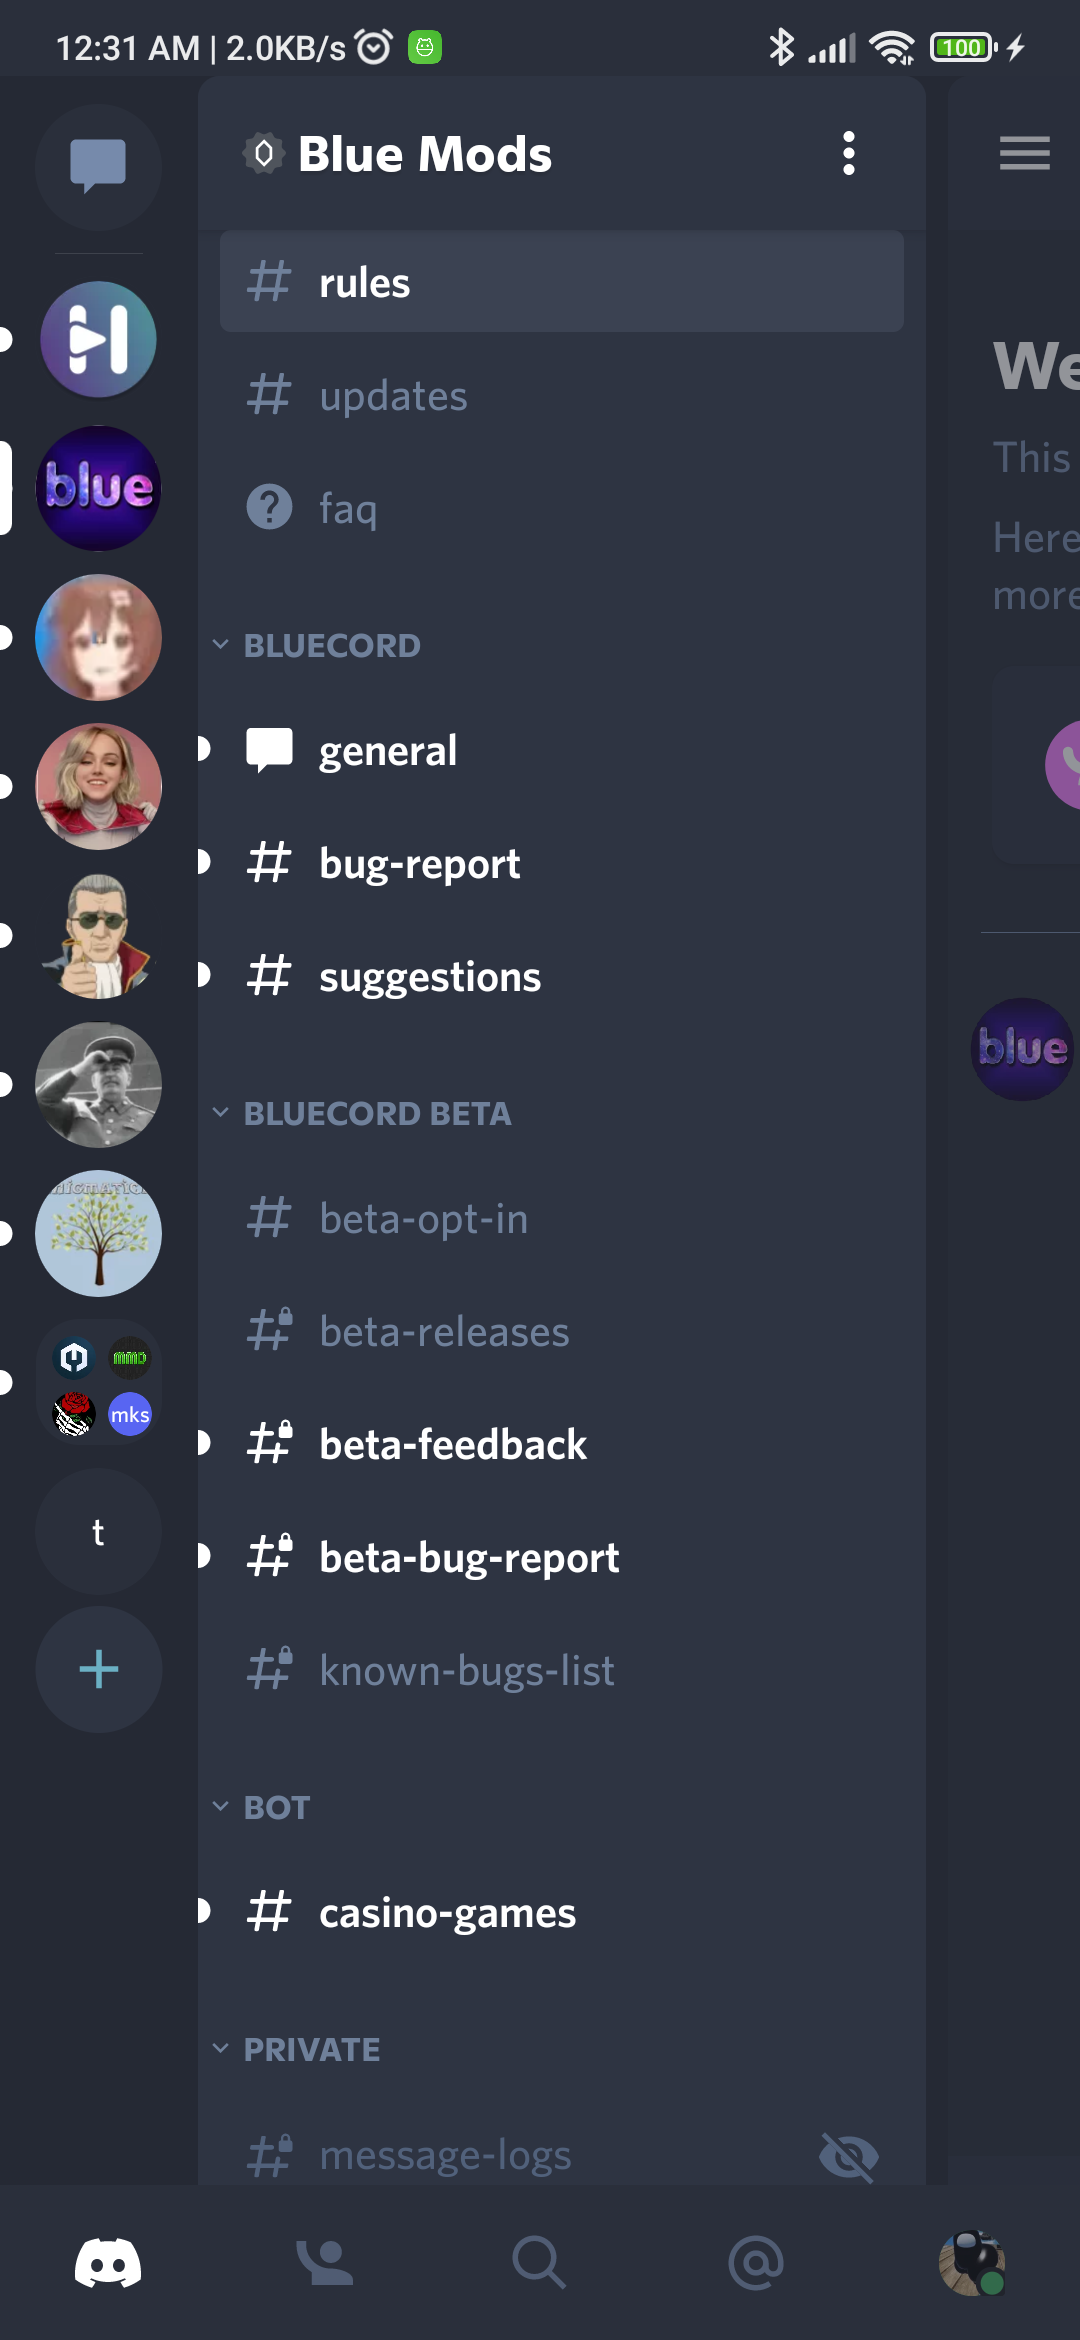 12:31 AM | 2.0KB/s
100
Blue Mods
rules
updates
faq
BLUECORD
general
bug-report
suggestions
BLUECORD BETA
beta-opt-in
beta-releases
beta-feedback
beta-bug-report
known-bugs-list
BOT
casino-games
PRIVATE
message-logs
blue
mmd
mks
t
We
This
Here
more
blue